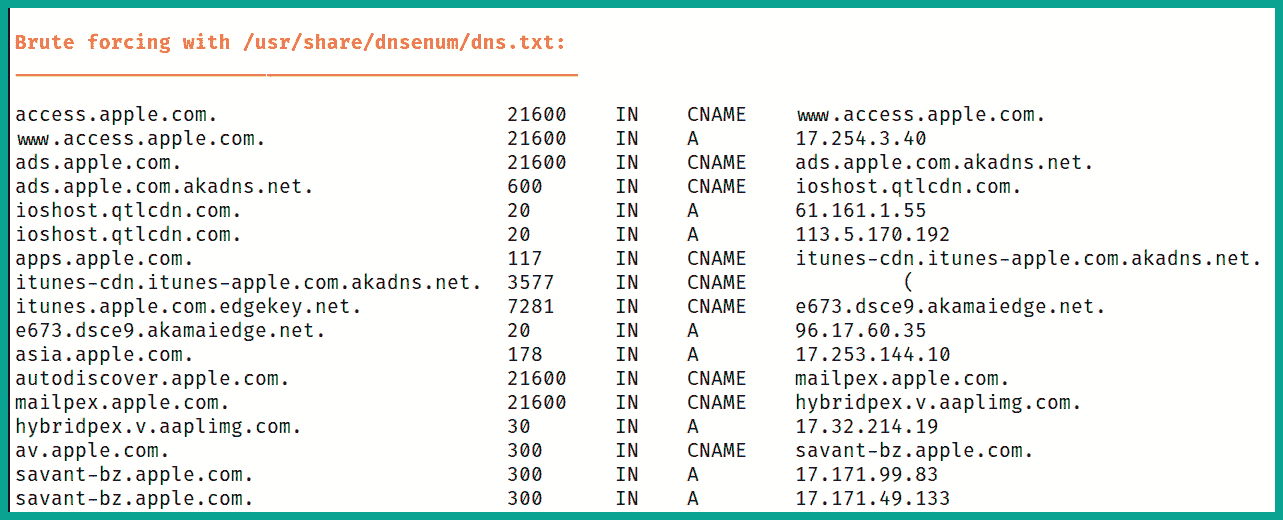 Brute forcing with /usr/share/dnsenum/dns.txt:
access.apple.com. 21600 IN CNAME www.access.apple.com.
www.access.apple.com. 21600 IN A 17.254.3.40
ads.apple.com. 21600 IN CNAME ads.apple.com.akadns.net.
ads.apple.com.akadns.net. 600 IN CNAME ioshost.qtlcdn.com.
ioshost.qtlcdn.com. 20 IN A 61.161.1.55
ioshost.qtlcdn.com. 20 IN A 113.5.170.192
apps.apple.com. 117 IN CNAME itunes-cdn.itunes-apple.com.akadns.net.
itunes-cdn.itunes-apple.com.akadns.net. 3577 IN CNAME (
itunes.apple.com.edgekey.net. 7281 IN CNAME e673.dsce9.akamaiedge.net.
e673.dsce9.akamaiedge.net. 20 IN A 96.17.60.35
asia.apple.com. 178 IN A 17.253.144.10
autodiscover.apple.com. 21600 IN CNAME mailpex.apple.com.
mailpex.apple.com. 21600 IN CNAME hybridpex.v.aaplimg.com.
hybridpex.v.aaplimg.com. 30 IN A 17.32.214.19
av.apple.com. 300 IN CNAME savant-bz.apple.com.
savant-bz.apple.com. 300 IN A 17.171.99.83
savant-bz.apple.com. 300 IN A 17.171.49.133